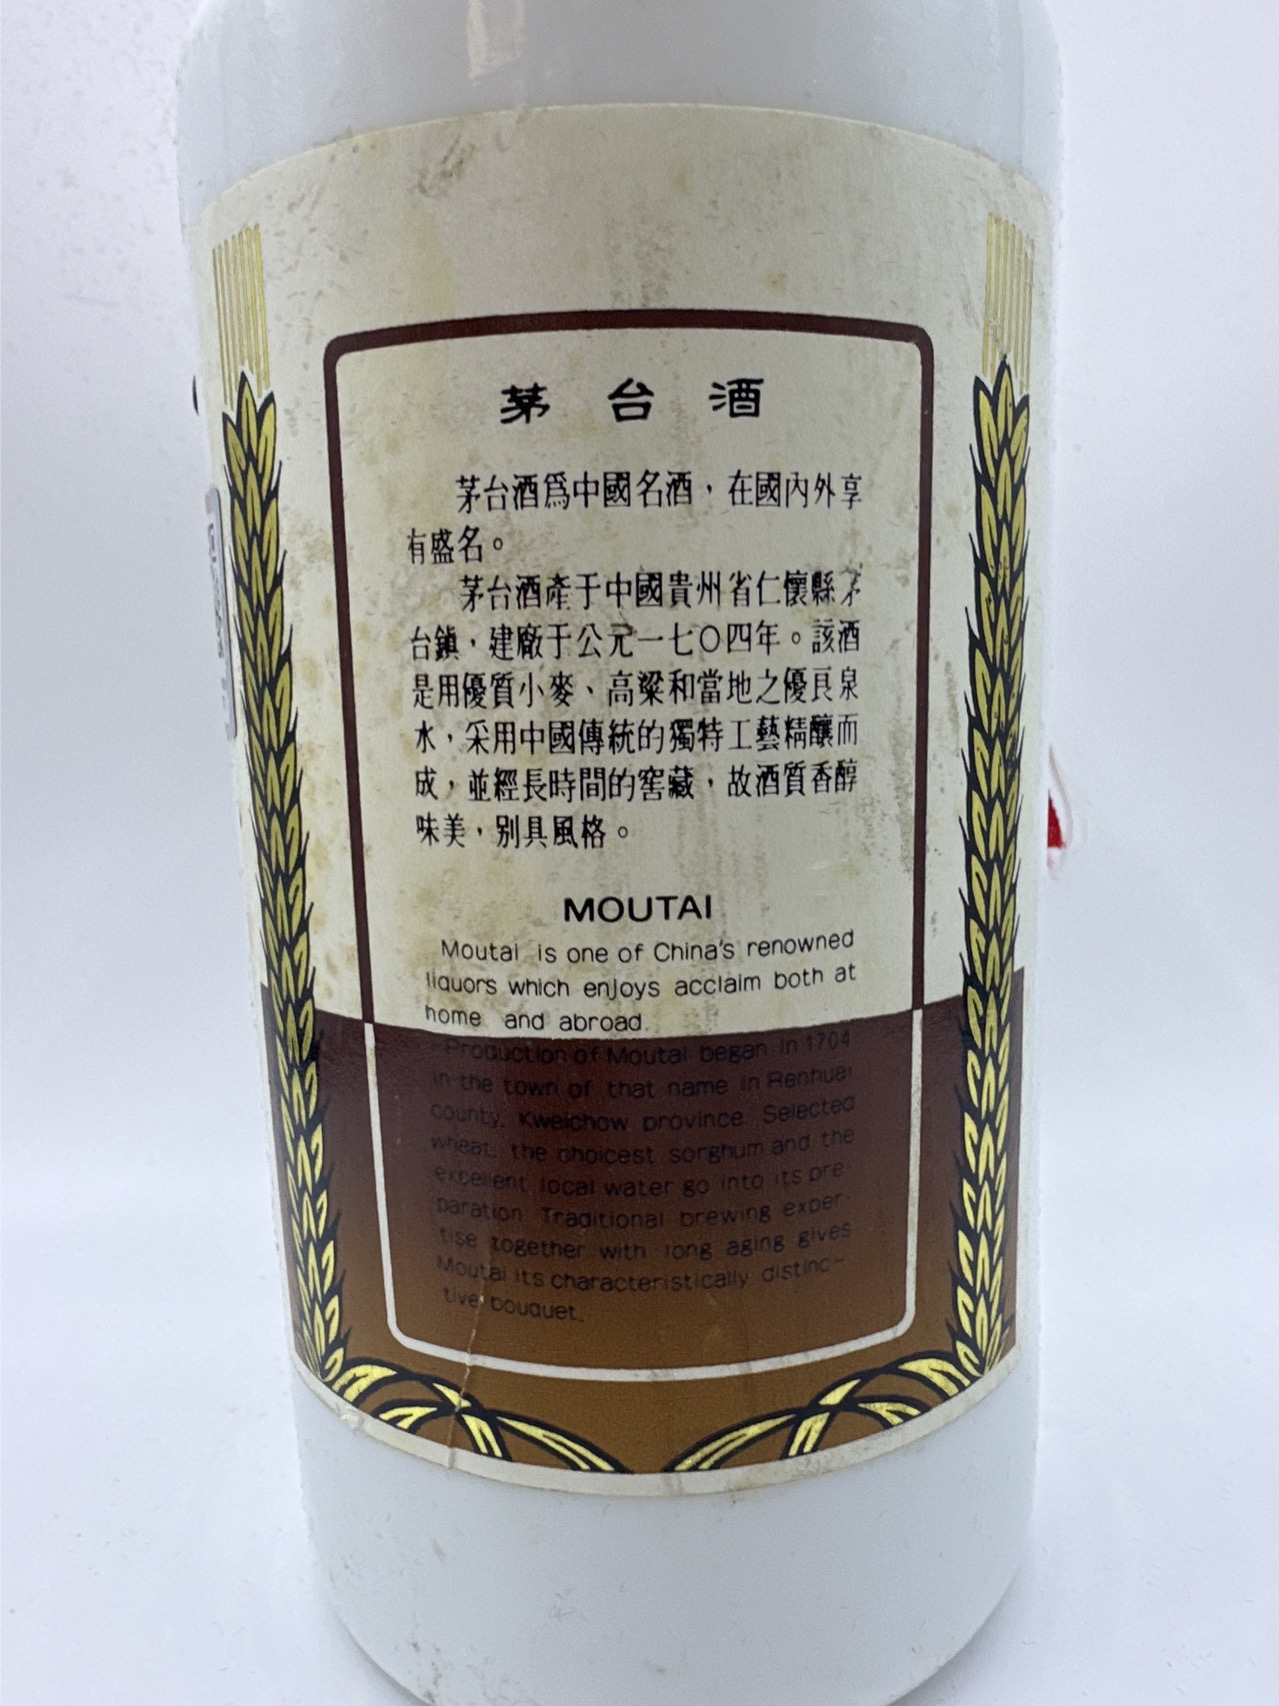 茅台酒
茅台酒爲中國名酒，在國內外享
有盛名。
茅台酒產于中國貴州省仁懷縣茅
台鎮，建廠于公元一七〇四年。該酒
是用優質小麥、高粱和當地之優良泉
水，采用中國傳統的獨特工藝精釀而
成，並經長時間的窖藏，故酒質香醇
味美，別具風格。
MOUTAI
Moutai is one of China's renowned
liquors which enjoys acclaim both at
home and abroad.
Production of Moutai began in 1704
in the town of that name in Renhuai
county, Kweichow province. Selected
wheat, the choicest sorghum and the
excellent local water go into its pre-
paration. Traditional brewing exper-
tise together with long aging gives
Moutai its characteristically distinc-
tive bouquet.